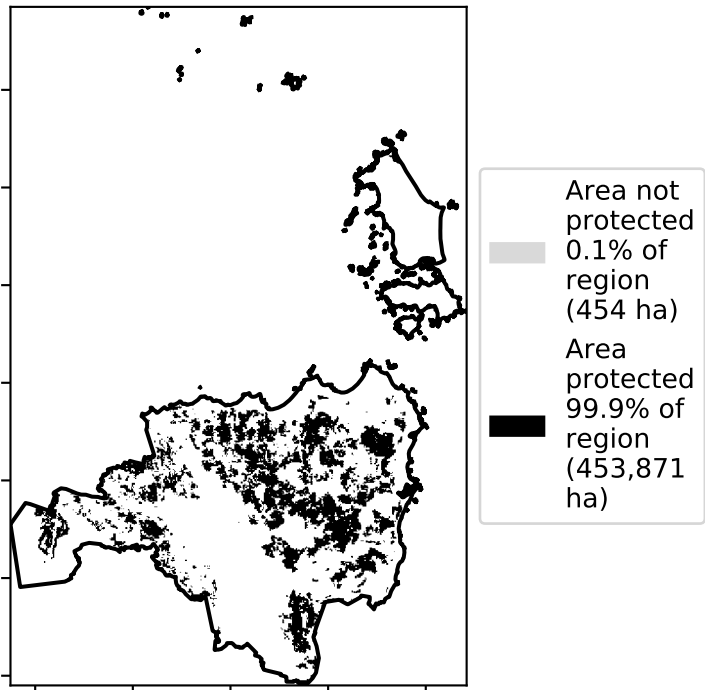 Area not
protected
0.1% of
region
(454 ha)
Area
protected
99.9% of
region
(453,871
ha)